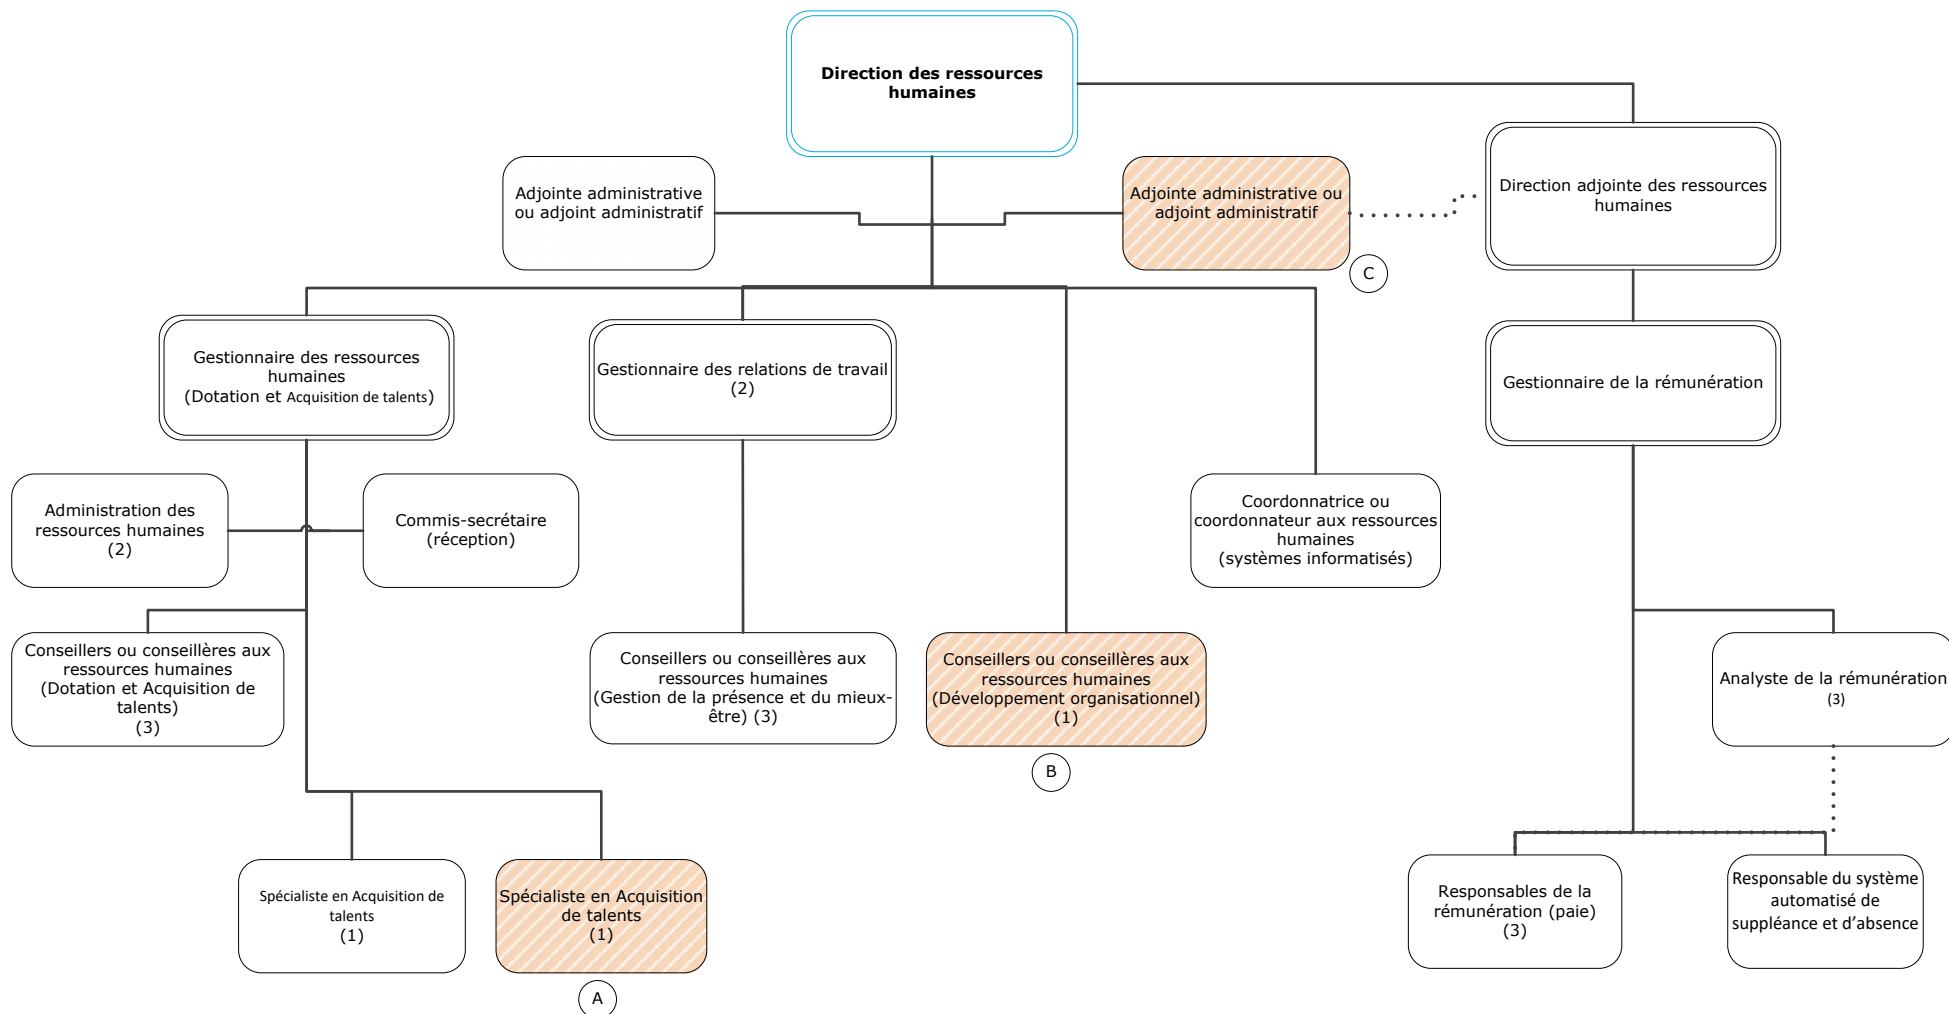 Direction des ressources
humaines
Adjointe administrative
ou adjoint administratif
Adjointe administrative ou
adjoint administratif
C
Direction adjointe des ressources
humaines
Gestionnaire des ressources
humaines
(Dotation et Acquisition de talents)
Gestionnaire des relations de travail
(2)
Gestionnaire de la rémunération
Administration des
ressources humaines
(2)
Commis-secrétaire
(réception)
Coordonnatrice ou
coordonnateur aux ressources
humaines
(systèmes informatisés)
Conseillers ou conseillères aux
ressources humaines
(Dotation et Acquisition de
talents)
(3)
Conseillers ou conseillères aux
ressources humaines
(Gestion de la présence et du mieux-
être) (3)
Conseillers ou conseillères aux
ressources humaines
(Développement organisationnel)
(1)
B
Analyste de la rémunération
(3)
Spécialiste en Acquisition de
talents
(1)
Spécialiste en Acquisition
de talents
(1)
A
Responsables de la
rémunération (paie)
(3)
Responsable du système
automatisé de
suppléance et d’absence